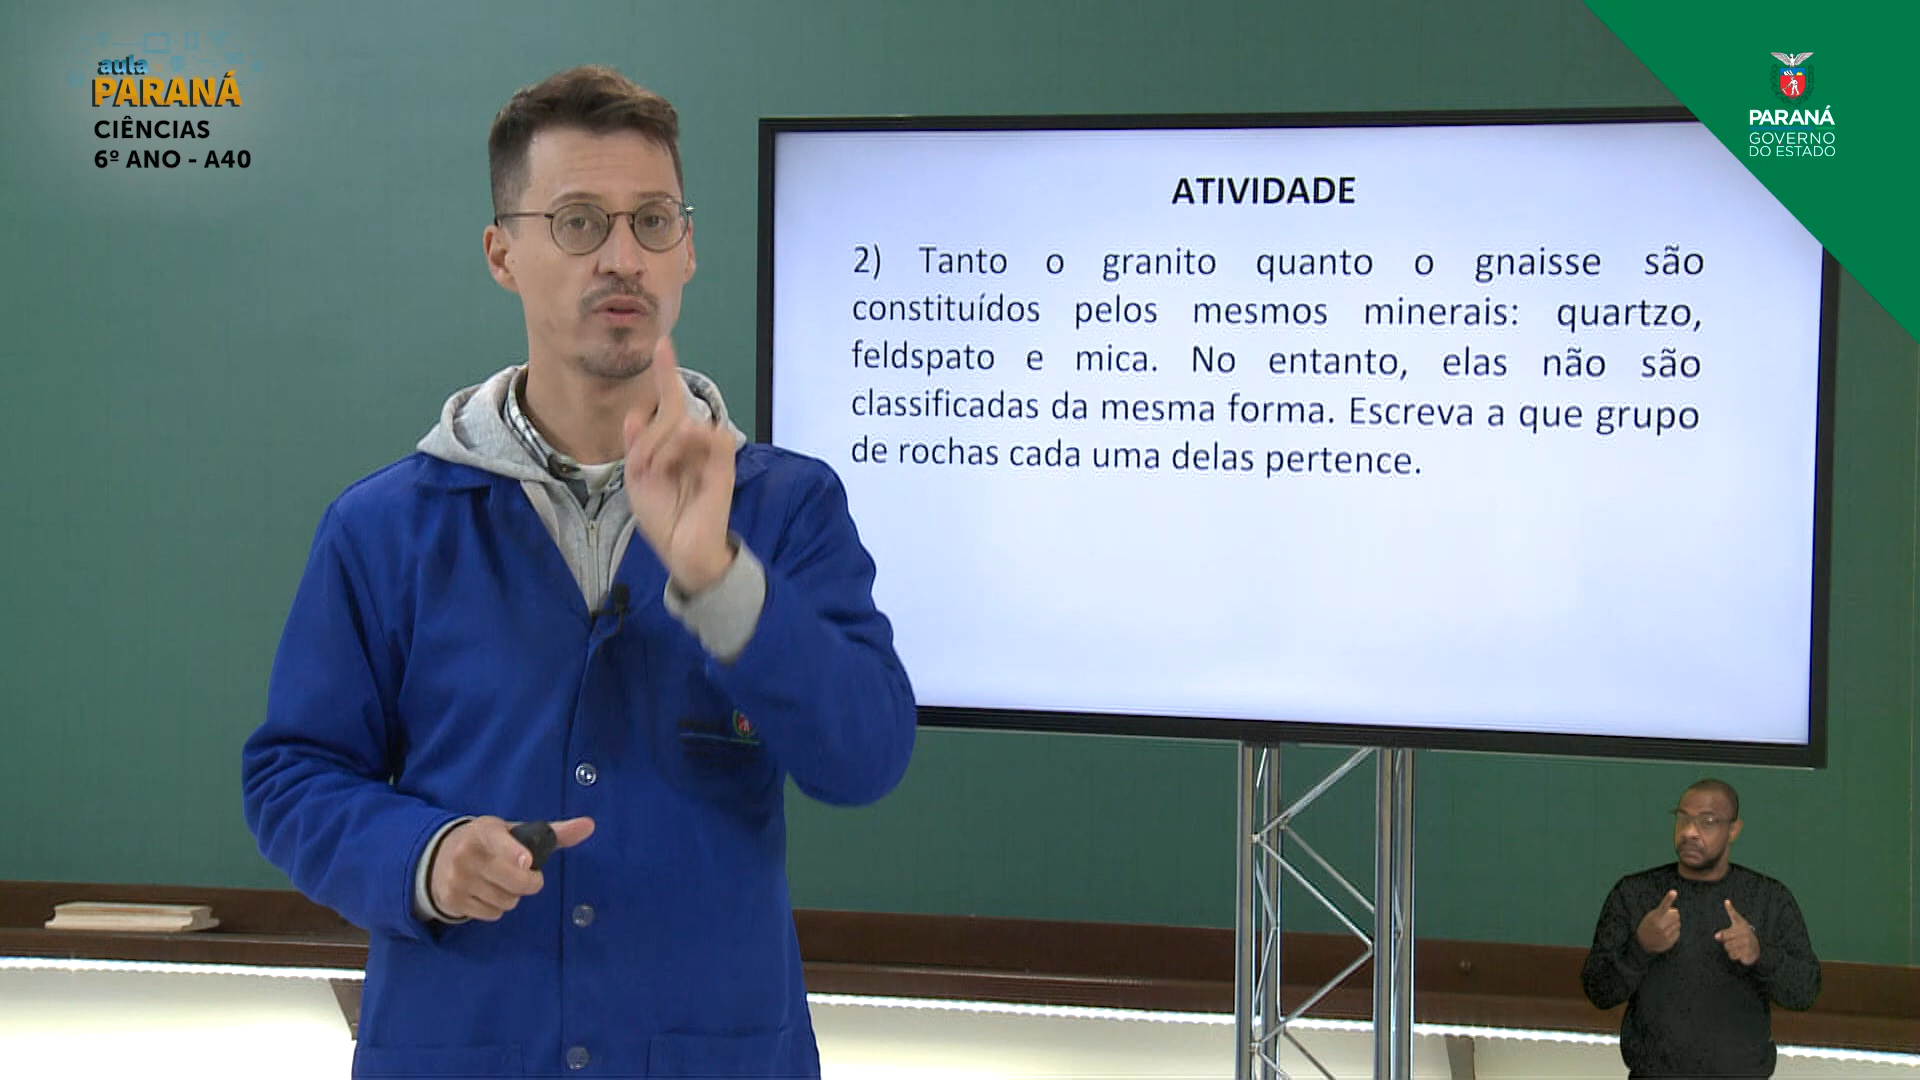 aula
PARANÁ
CIÊNCIAS
6º ANO - A40
PARANÁ
GOVERNO
DO ESTADO
ATIVIDADE
2) Tanto o granito quanto o gnaisse são
constituídos pelos mesmos minerais: quartzo,
feldspato e mica. No entanto, elas não são
classificadas da mesma forma. Escreva a que grupo
de rochas cada uma delas pertence.